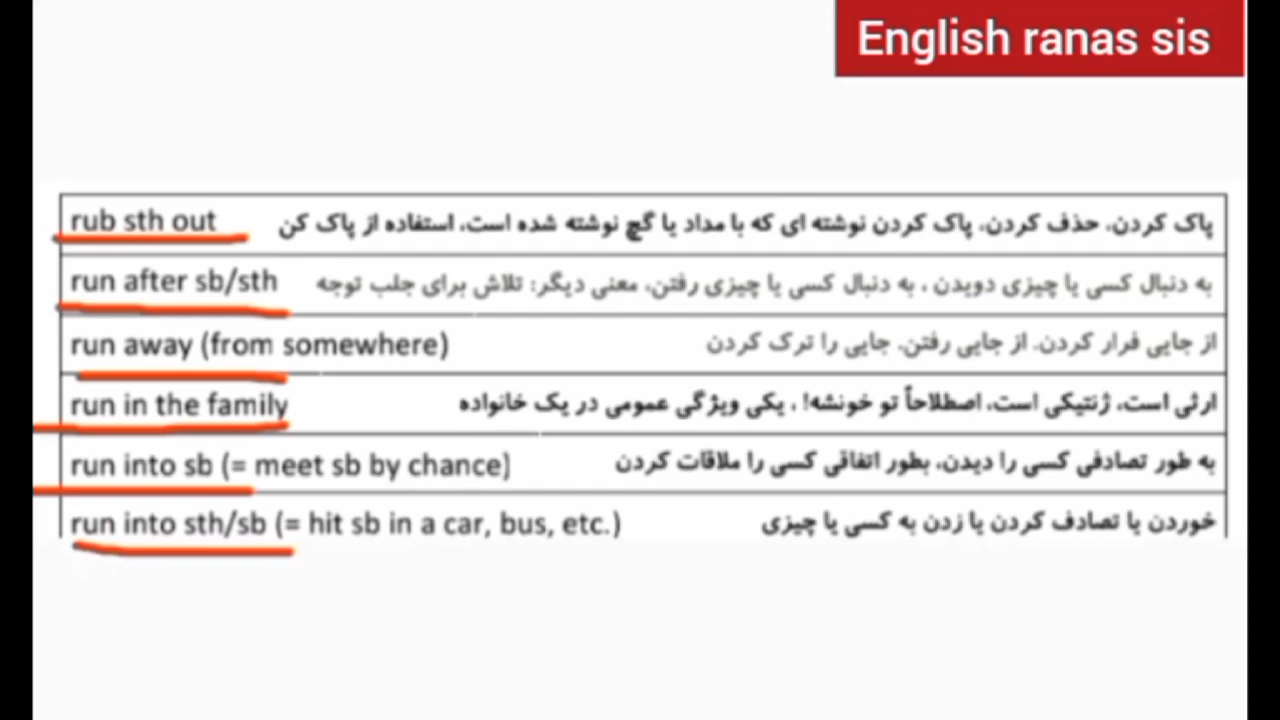 English ranas sis
rub sth out پاک کردن، حذف کردن، پاک کردن نوشته ای که با مداد یا گچ نوشته شده است، استفاده از پاک کن
run after sb/sth به دنبال کسی یا چیزی دویدن ، به دنبال کسی یا چیزی رفتن، معنی دیگر: تلاش برای جلب توجه
run away (from somewhere) از جایی فرار کردن، از جایی رفتن، جایی را ترک کردن
run in the family ارثی است، ژنتیکی است، اصطلاحاً تو خونشه! ، یکی ویژگی عمومی در یک خانواده
run into sb (= meet sb by chance) به طور تصادفی کسی را دیدن، بطور اتفاقی کسی را ملاقات کردن
run into sth/sb (= hit sb in a car, bus, etc.) خوردن یا تصادف کردن یا زدن به کسی یا چیزی